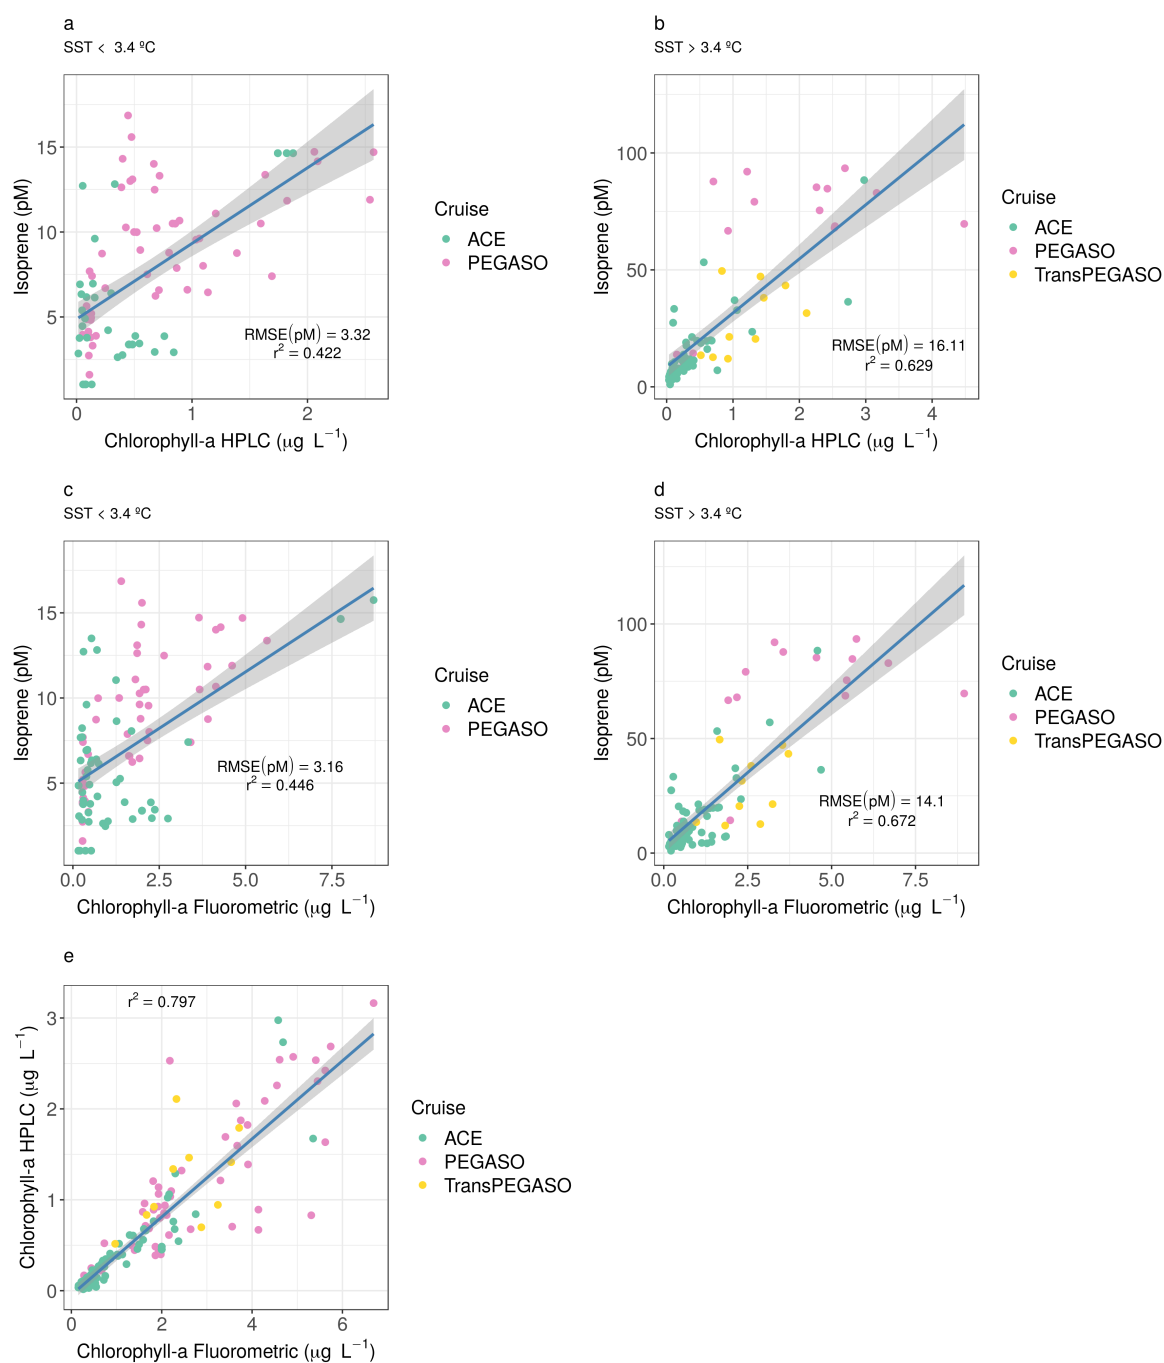 a
SST < 3.4 ºC
Isoprene (pM)
15
10
5
0
1
2
Chlorophyll-a HPLC (μg L⁻¹)
RMSE(pM) = 3.32
r² = 0.422
Cruise
ACE
PEGASO
b
SST > 3.4 ºC
Isoprene (pM)
100
50
0
0
1
2
3
4
Chlorophyll-a HPLC (μg L⁻¹)
RMSE(pM) = 16.11
r² = 0.629
Cruise
ACE
PEGASO
TransPEGASO
c
SST < 3.4 ºC
Isoprene (pM)
15
10
5
0.0
2.5
5.0
7.5
Chlorophyll-a Fluorometric (μg L⁻¹)
RMSE(pM) = 3.16
r² = 0.446
Cruise
ACE
PEGASO
d
SST > 3.4 ºC
Isoprene (pM)
100
50
0
0.0
2.5
5.0
7.5
Chlorophyll-a Fluorometric (μg L⁻¹)
RMSE(pM) = 14.1
r² = 0.672
Cruise
ACE
PEGASO
TransPEGASO
e
r² = 0.797
Chlorophyll-a HPLC (μg L⁻¹)
3
2
1
0
0
2
4
6
Chlorophyll-a Fluorometric (μg L⁻¹)
Cruise
ACE
PEGASO
TransPEGASO